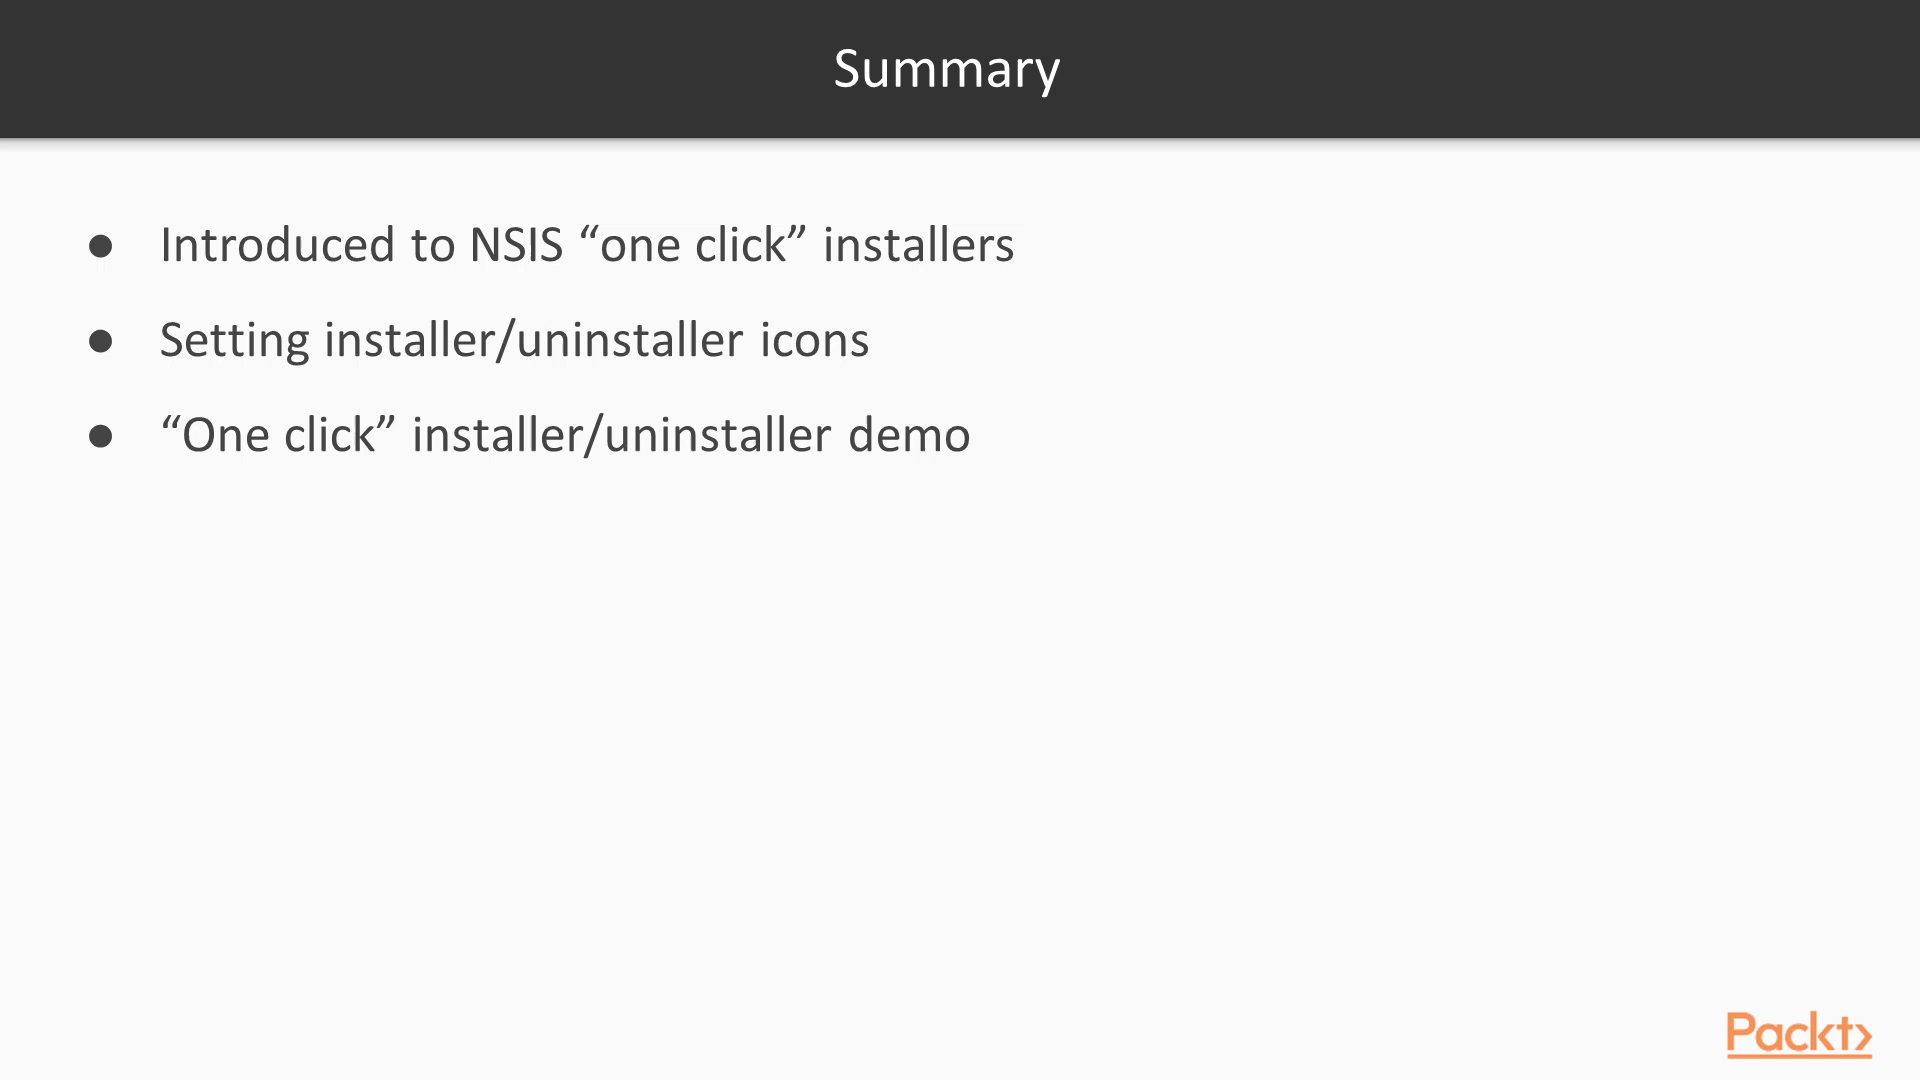 Summary
● Introduced to NSIS “one click” installers
● Setting installer/uninstaller icons
● “One click” installer/uninstaller demo
Packt>